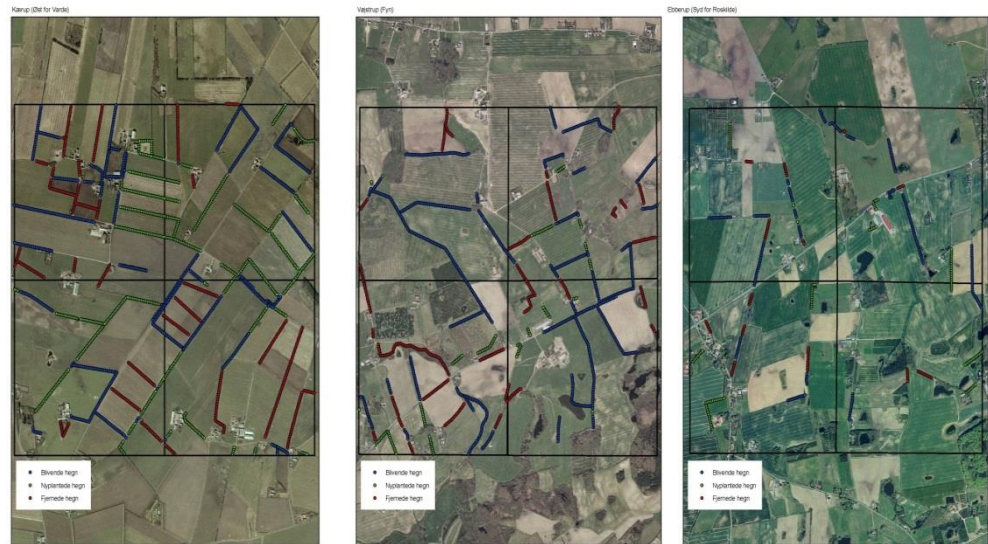 Kærup (Øst for Varde)
Blivende hegn
Nyplantede hegn
Fjernede hegn
Vejstrup (Fyn)
Blivende hegn
Nyplantede hegn
Fjernede hegn
Ebberup (Syd for Roskilde)
Blivende hegn
Nyplantede hegn
Fjernede hegn